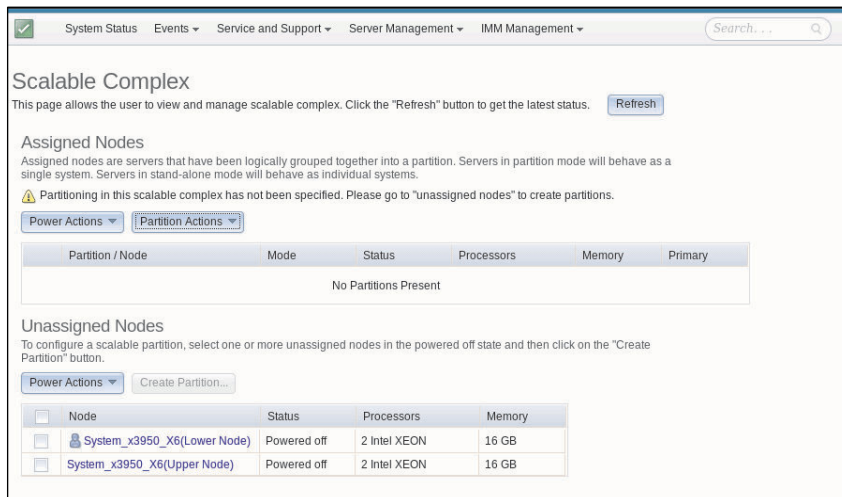 System Status Events Service and Support Server Management IMM Management Search. . .
Scalable Complex
This page allows the user to view and manage scalable complex. Click the "Refresh" button to get the latest status. Refresh
Assigned Nodes
Assigned nodes are servers that have been logically grouped together into a partition. Servers in partition mode will behave as a
single system. Servers in stand-alone mode will behave as individual systems.
Partitioning in this scalable complex has not been specified. Please go to "unassigned nodes" to create partitions.
Power Actions Partition Actions
Partition / Node Mode Status Processors Memory Primary
No Partitions Present
Unassigned Nodes
To configure a scalable partition, select one or more unassigned nodes in the powered off state and then click on the "Create
Partition" button.
Power Actions Create Partition...
Node Status Processors Memory
System_x3950_X6(Lower Node) Powered off 2 Intel XEON 16 GB
System_x3950_X6(Upper Node) Powered off 2 Intel XEON 16 GB